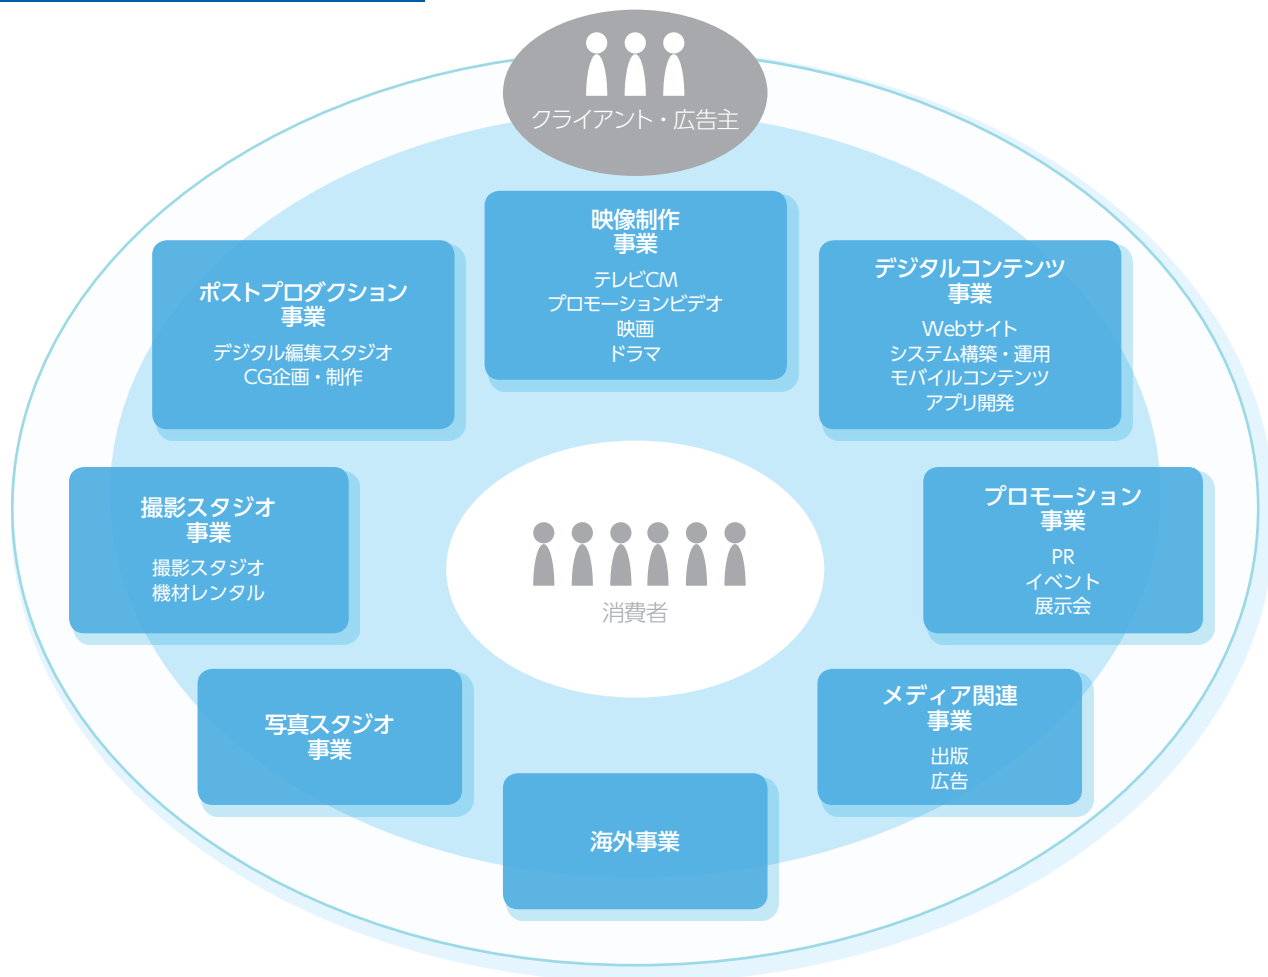 クライアント・広告主
映像制作
事業
テレビCM
プロモーションビデオ
映画
ドラマ
ポストプロダクション
事業
デジタル編集スタジオ
CG企画・制作
デジタルコンテンツ
事業
Webサイト
システム構築・運用
モバイルコンテンツ
アプリ開発
撮影スタジオ
事業
撮影スタジオ
機材レンタル
消費者
プロモーション
事業
PR
イベント
展示会
写真スタジオ
事業
メディア関連
事業
出版
広告
海外事業